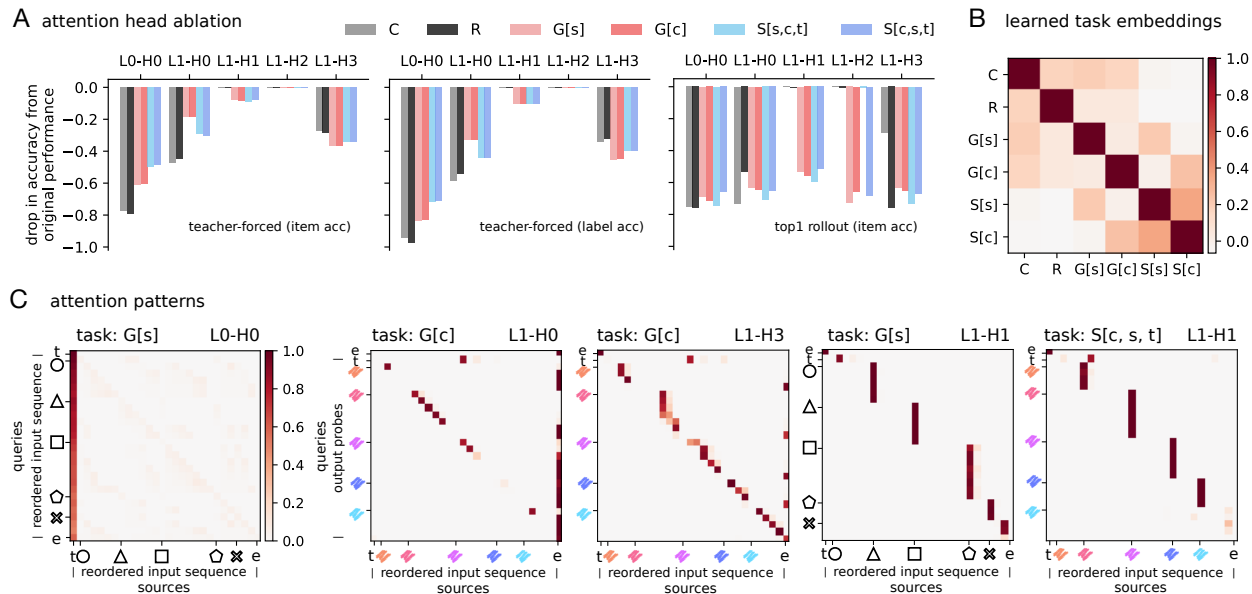 A attention head ablation
C R G[s] G[c] S[s,c,t] S[c,s,t]
L0-H0 L1-H0 L1-H1 L1-H2 L1-H3
L0-H0 L1-H0 L1-H1 L1-H2 L1-H3
L0-H0 L1-H0 L1-H1 L1-H2 L1-H3
drop in accuracy from
original performance
0.0
−0.2
−0.4
−0.6
−0.8
−1.0
teacher-forced (item acc)
teacher-forced (label acc)
top1 rollout (item acc)
B learned task embeddings
C
R
G[s]
G[c]
S[s]
S[c]
C R G[s] G[c] S[s] S[c]
1.0
0.8
0.6
0.4
0.2
0.0
C attention patterns
task: G[s] L0-H0
queries
reordered input sequence
t
e
t e
reordered input sequence
sources
1.0
0.8
0.6
0.4
0.2
0.0
task: G[c] L1-H0
queries
output probes
t e
reordered input sequence
sources
task: G[c] L1-H3
e
t
t e
reordered input sequence
sources
task: G[s] L1-H1
e
t
t e
reordered input sequence
sources
task: S[c, s, t] L1-H1
e
t
t e
reordered input sequence
sources